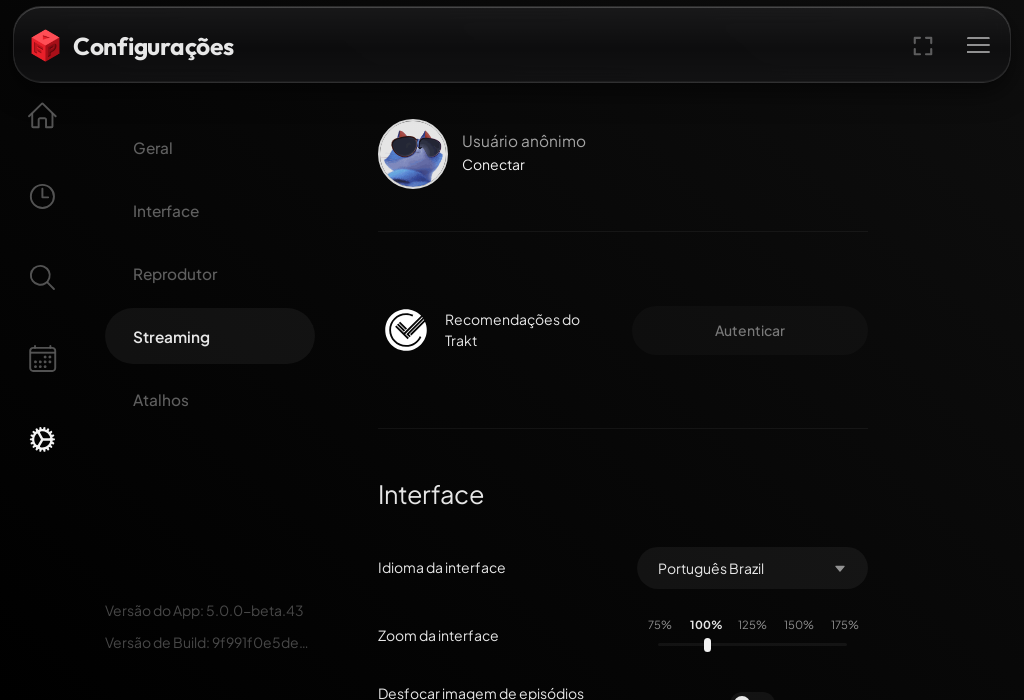 Configurações
Geral
Interface
Reprodutor
Streaming
Atalhos
Versão do App: 5.0.0-beta.43
Versão de Build: 9f991f0e5de...
Usuário anônimo
Conectar
Recomendações do
Trakt
Autenticar
Interface
Idioma da interface
Português Brazil
Zoom da interface
75% 100% 125% 150% 175%
Desfocar imagem de episódios